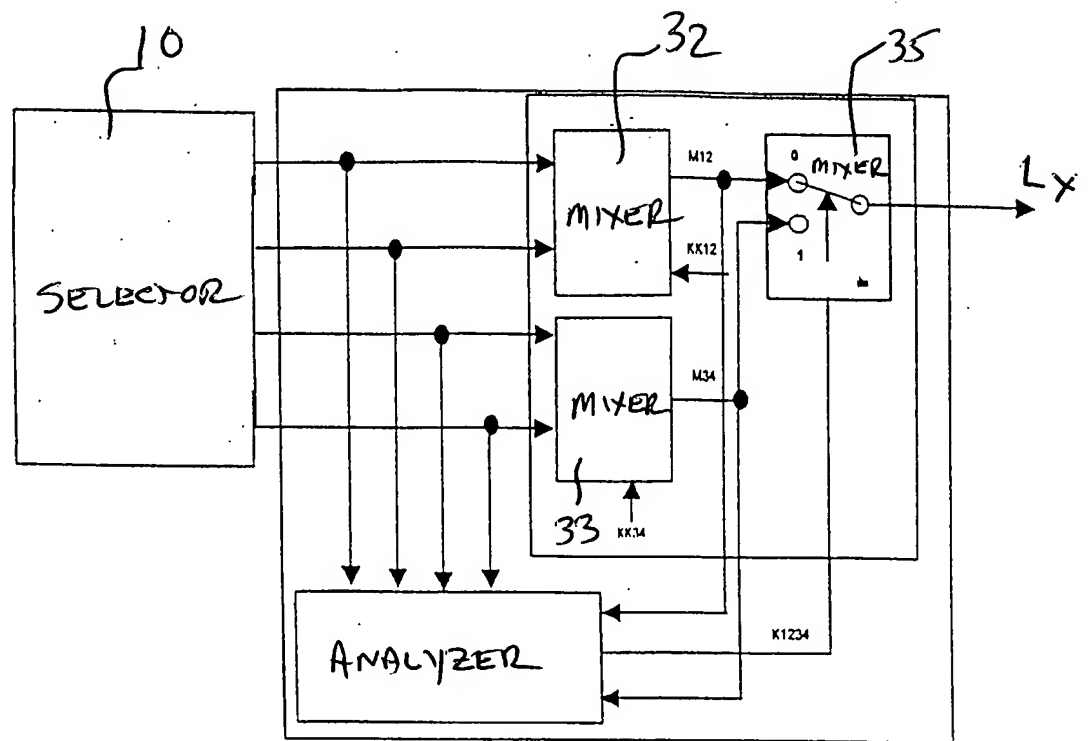 10
32
35
SELECTOR
MIXER
M12
KK12
0
MIXER
1
Lx
MIXER
M34
33
KK34
ANALYZER
K1234